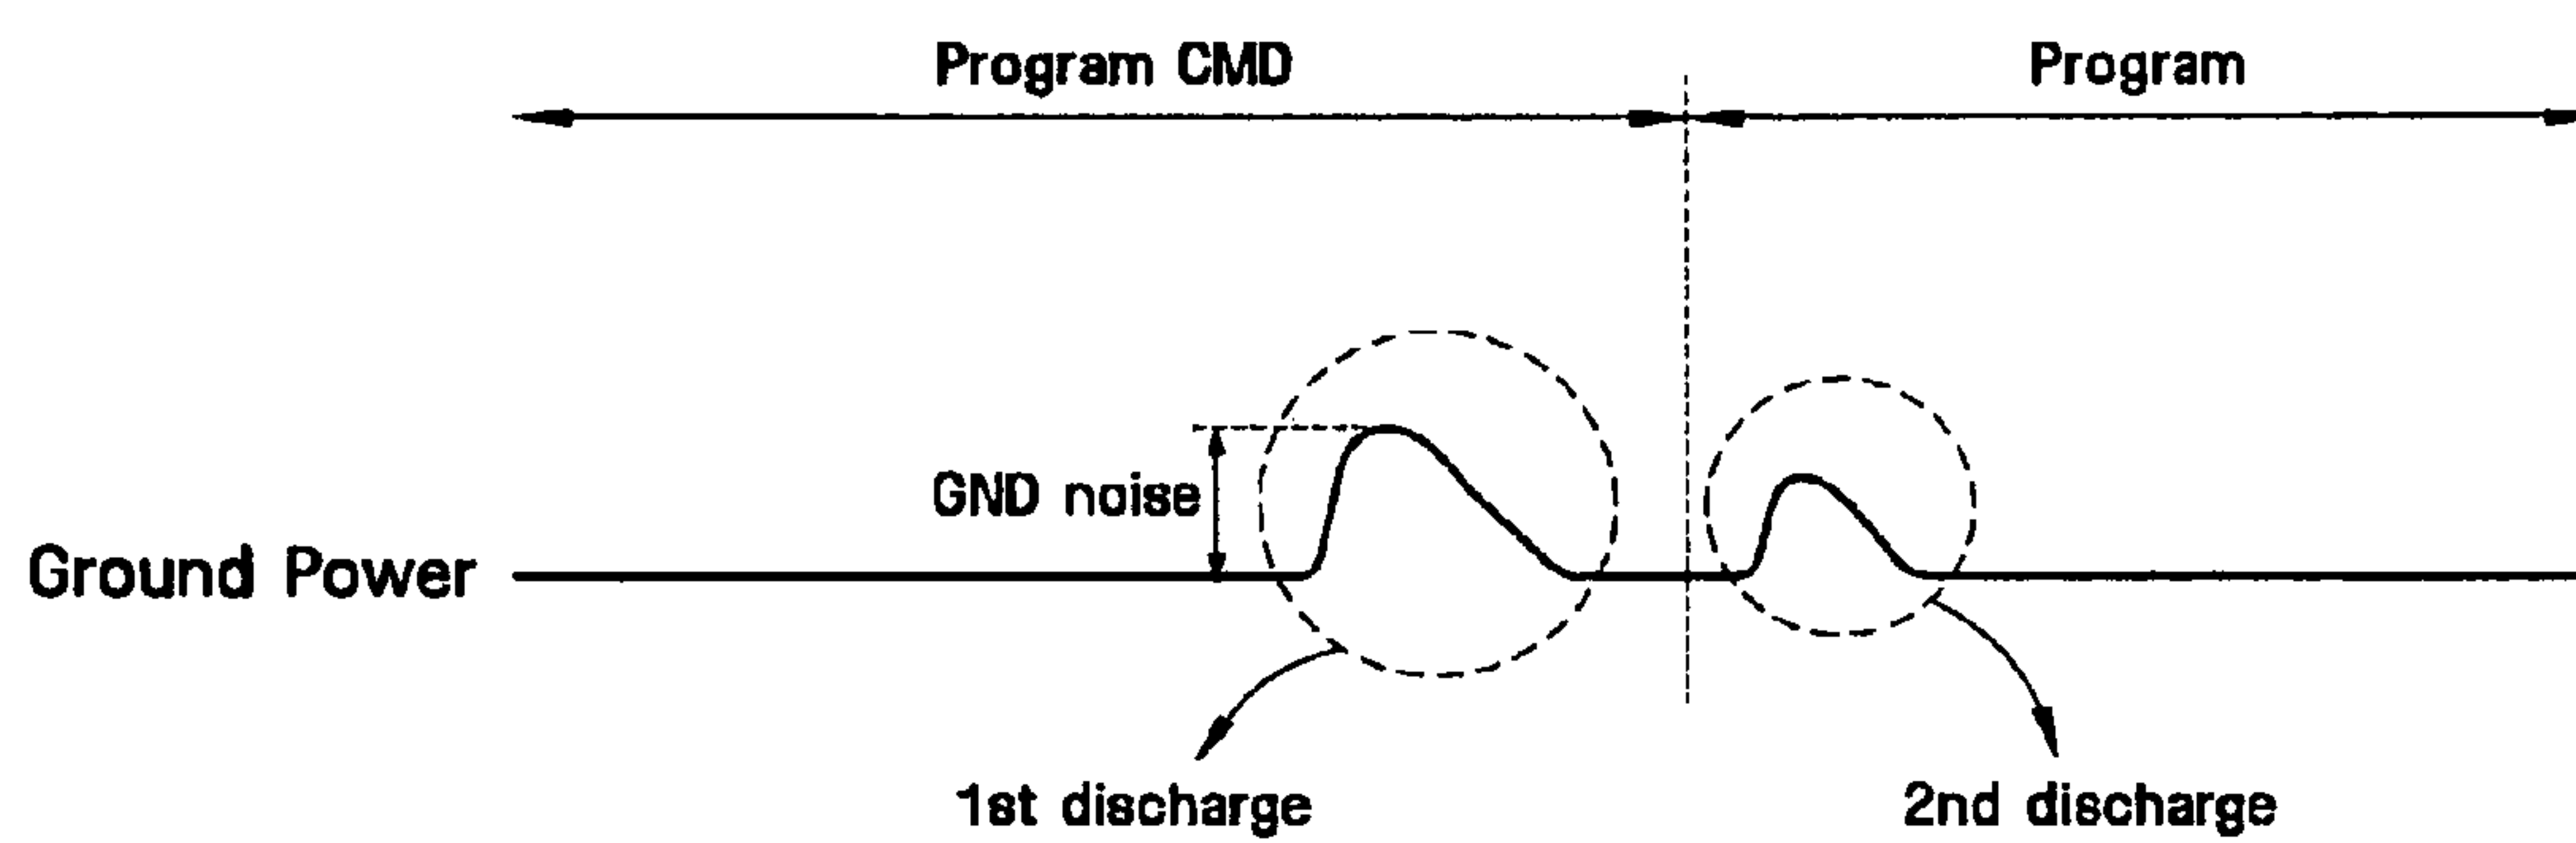 Program CMD
Program
GND noise
Ground Power
1st discharge
2nd discharge